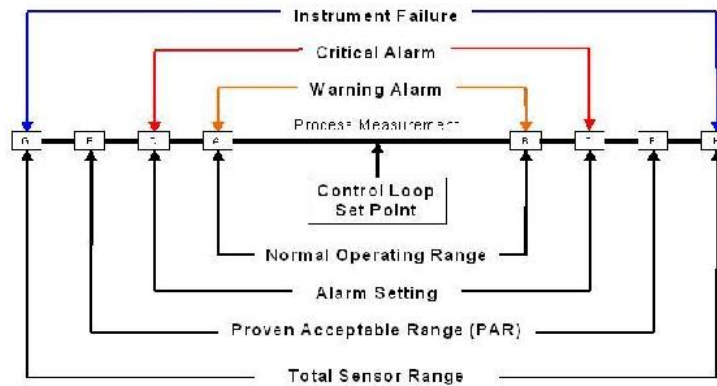 Instrument Failure
Critical Alarm
Warning Alarm
Process Measurement
G A B
Control Loop
Set Point
Normal Operating Range
Alarm Setting
Proven Acceptable Range (PAR)
Total Sensor Range